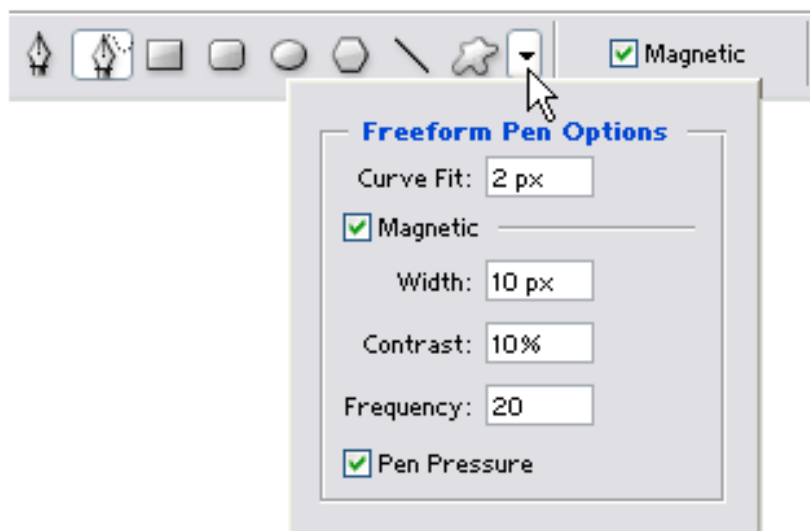 Magnetic
Freeform Pen Options
Curve Fit: 2 px
Magnetic
Width: 10 px
Contrast: 10%
Frequency: 20
Pen Pressure